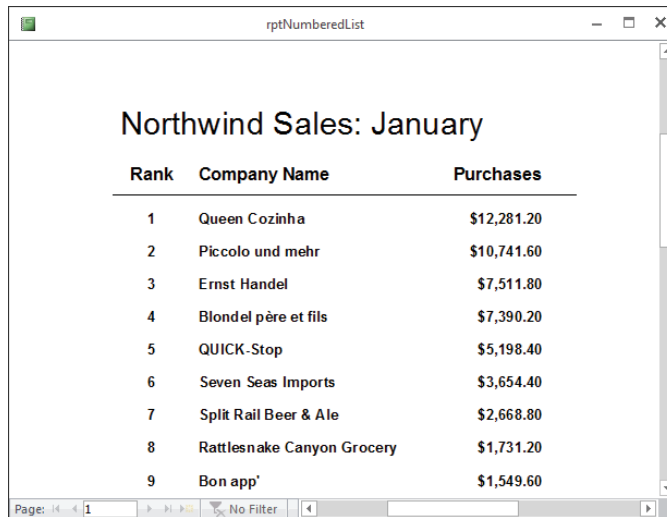 rptNumberedList
Northwind Sales: January
Rank Company Name Purchases
1 Queen Cozinha $12,281.20
2 Piccolo und mehr $10,741.60
3 Ernst Handel $7,511.80
4 Blondel père et fils $7,390.20
5 QUICK-Stop $5,198.40
6 Seven Seas Imports $3,654.40
7 Split Rail Beer & Ale $2,668.80
8 Rattlesnake Canyon Grocery $1,731.20
9 Bon app' $1,549.60
Page: 1 No Filter